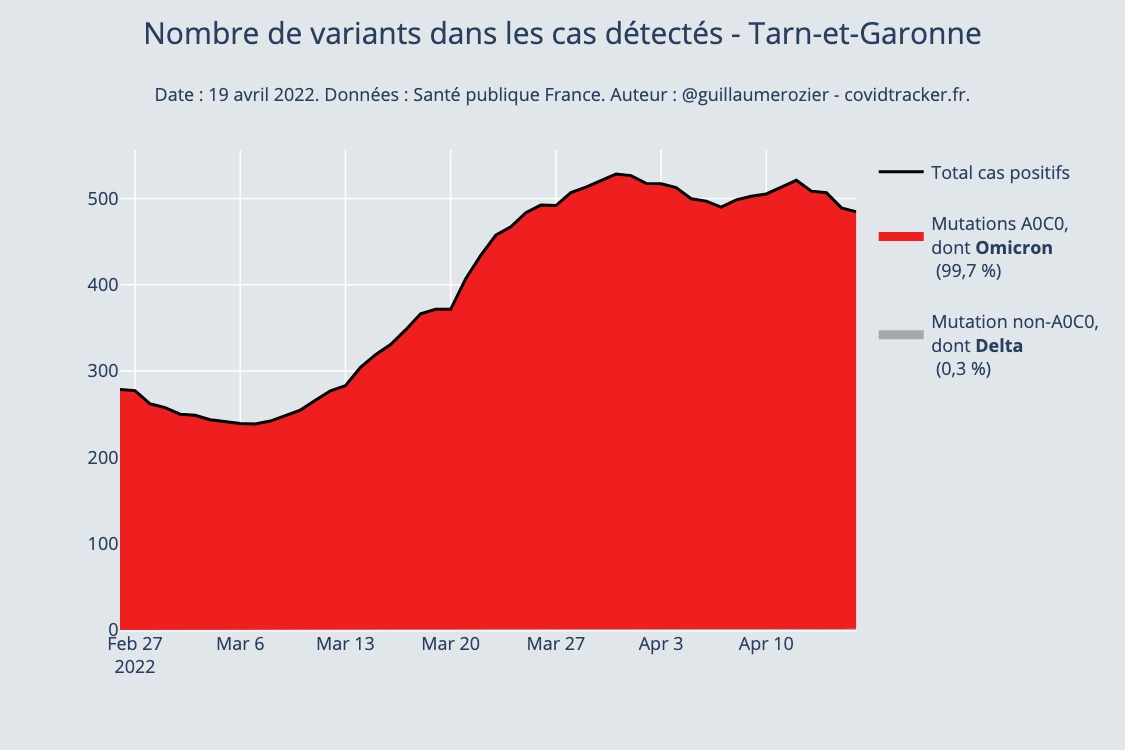 Nombre de variants dans les cas détectés - Tarn-et-Garonne
Date : 19 avril 2022. Données : Santé publique France. Auteur : @guillaumerozier - covidtracker.fr.
Total cas positifs
Mutations A0C0,
dont Omicron
(99,7 %)
Mutation non-A0C0,
dont Delta
(0,3 %)
500
400
300
200
100
0
Feb 27
2022
Mar 6
Mar 13
Mar 20
Mar 27
Apr 3
Apr 10